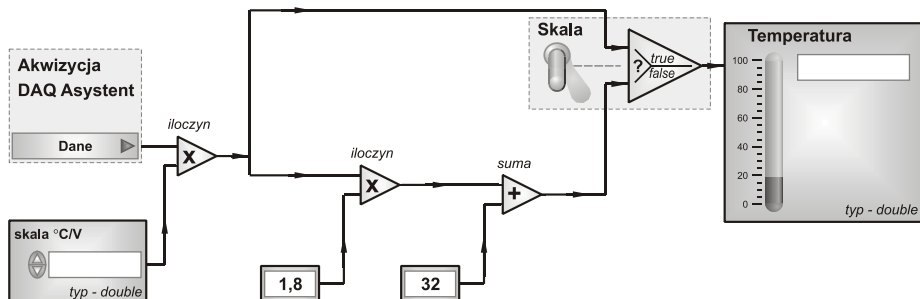 Akwizycja
DAQ Asystent
Dane
iloczyn
x
skala °C/V
typ - double
iloczyn
x
1,8
suma
+
32
Skala
?
true
false
Temperatura
100
80
60
40
20
0
typ - double